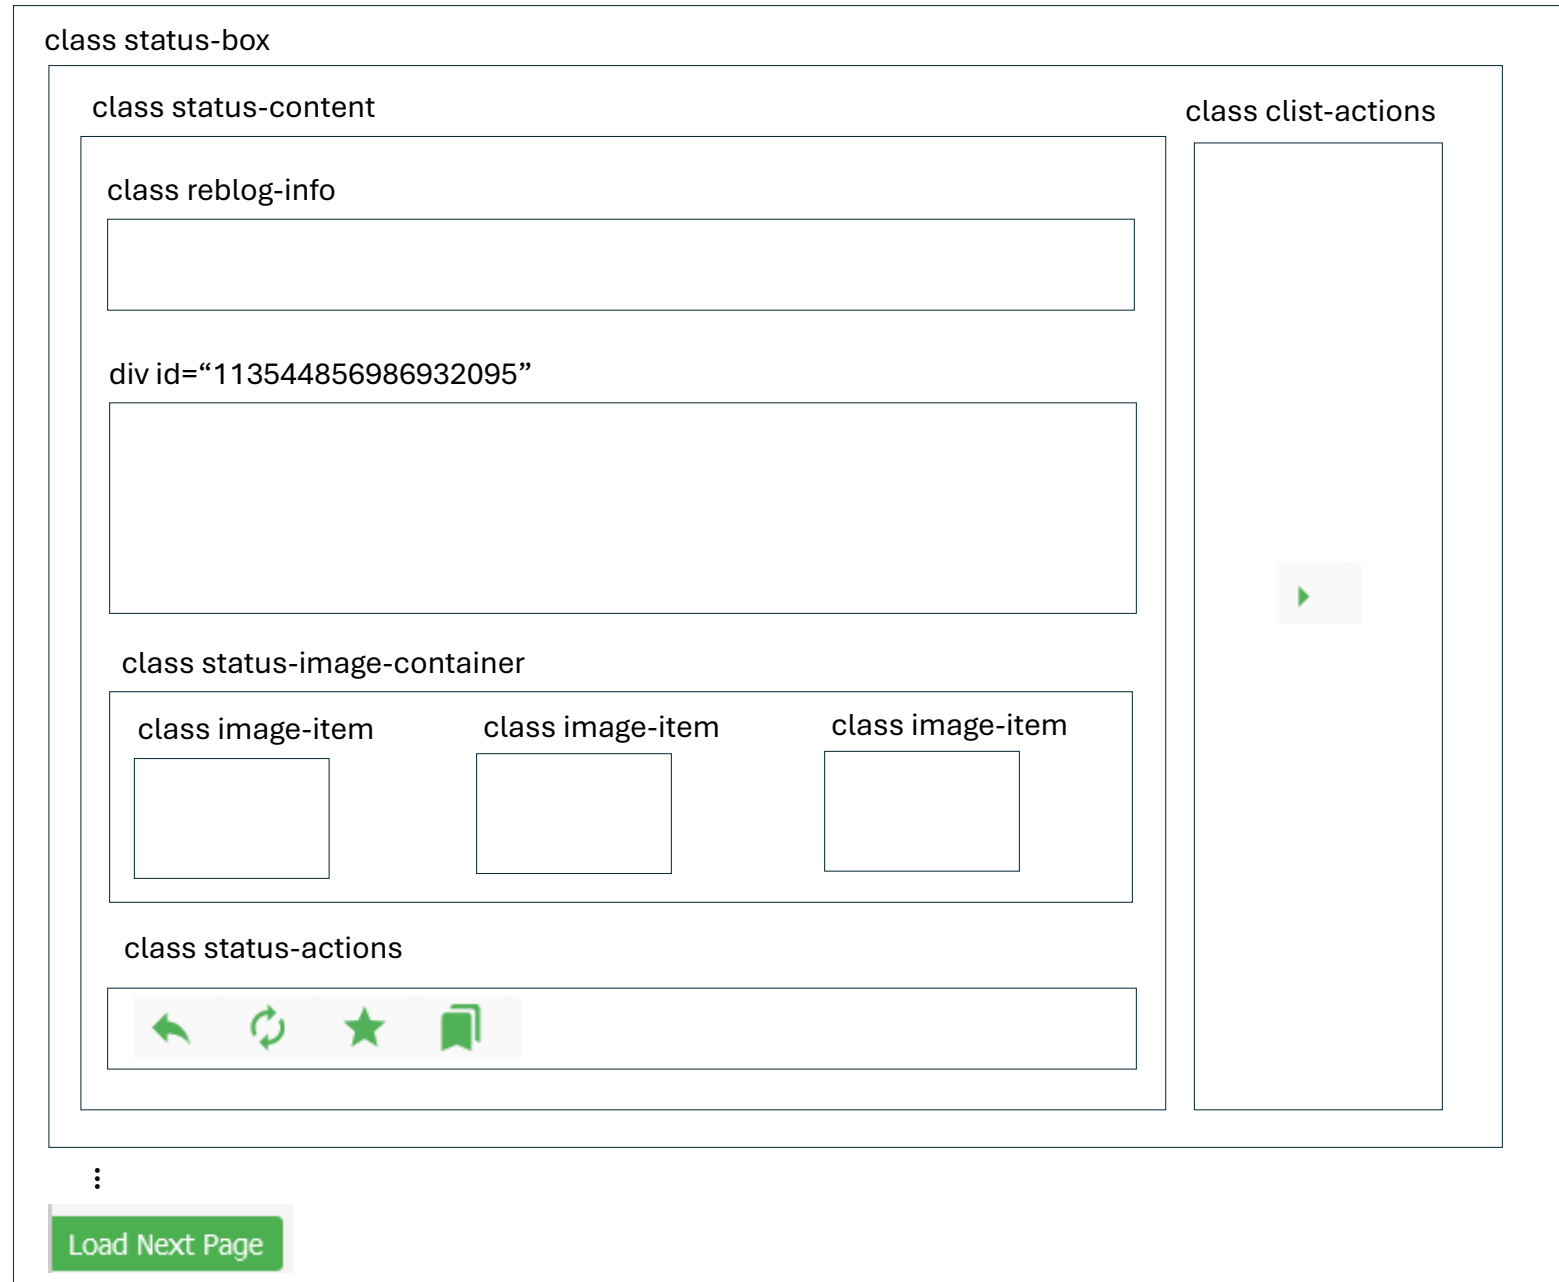 class status-box
class status-content
class clist-actions
class reblog-info
div id=“113544856986932095”
class status-image-container
class image-item
class image-item
class image-item
class status-actions
Load Next Page